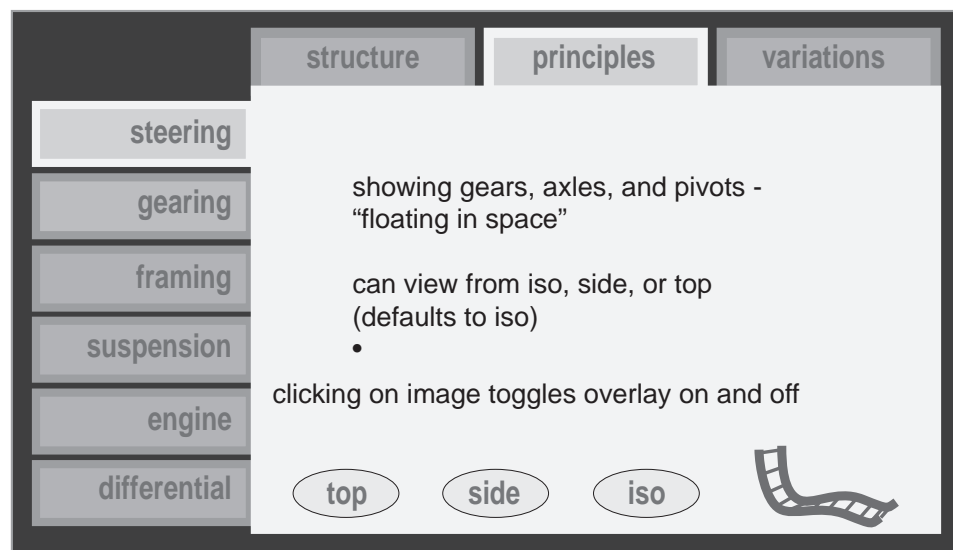 structure
principles
variations
steering
gearing
framing
suspension
engine
differential
showing gears, axles, and pivots -
“floating in space”
can view from iso, side, or top
(defaults to iso)
•
clicking on image toggles overlay on and off
top
side
iso